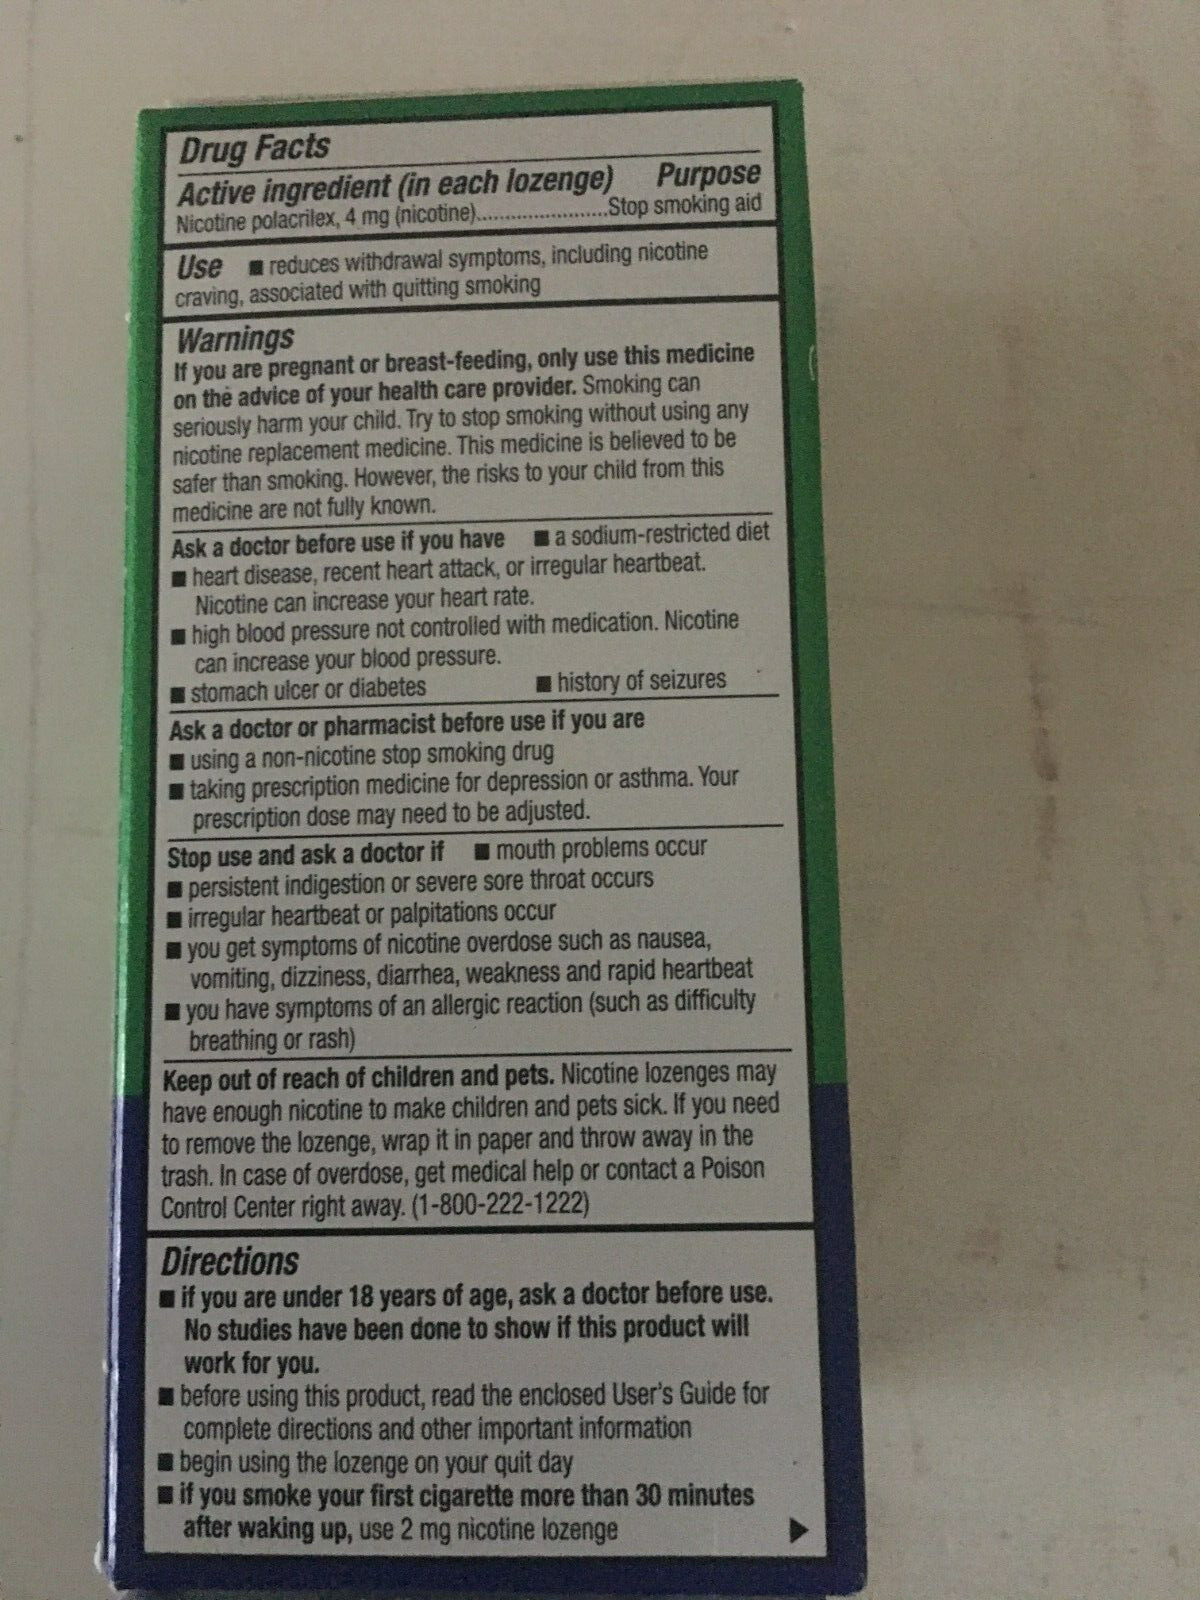 Drug Facts
Active ingredient (in each lozenge) Purpose
Nicotine polacrilex, 4 mg (nicotine).......................Stop smoking aid
Use ■ reduces withdrawal symptoms, including nicotine
craving, associated with quitting smoking
Warnings
If you are pregnant or breast-feeding, only use this medicine
on the advice of your health care provider. Smoking can
seriously harm your child. Try to stop smoking without using any
nicotine replacement medicine. This medicine is believed to be
safer than smoking. However, the risks to your child from this
medicine are not fully known.
Ask a doctor before use if you have ■ a sodium-restricted diet
■ heart disease, recent heart attack, or irregular heartbeat.
Nicotine can increase your heart rate.
■ high blood pressure not controlled with medication. Nicotine
can increase your blood pressure.
■ stomach ulcer or diabetes ■ history of seizures
Ask a doctor or pharmacist before use if you are
■ using a non-nicotine stop smoking drug
■ taking prescription medicine for depression or asthma. Your
prescription dose may need to be adjusted.
Stop use and ask a doctor if ■ mouth problems occur
■ persistent indigestion or severe sore throat occurs
■ irregular heartbeat or palpitations occur
■ you get symptoms of nicotine overdose such as nausea,
vomiting, dizziness, diarrhea, weakness and rapid heartbeat
■ you have symptoms of an allergic reaction (such as difficulty
breathing or rash)
Keep out of reach of children and pets. Nicotine lozenges may
have enough nicotine to make children and pets sick. If you need
to remove the lozenge, wrap it in paper and throw away in the
trash. In case of overdose, get medical help or contact a Poison
Control Center right away. (1-800-222-1222)
Directions
■ if you are under 18 years of age, ask a doctor before use.
No studies have been done to show if this product will
work for you.
■ before using this product, read the enclosed User's Guide for
complete directions and other important information
■ begin using the lozenge on your quit day
■ if you smoke your first cigarette more than 30 minutes
after waking up, use 2 mg nicotine lozenge